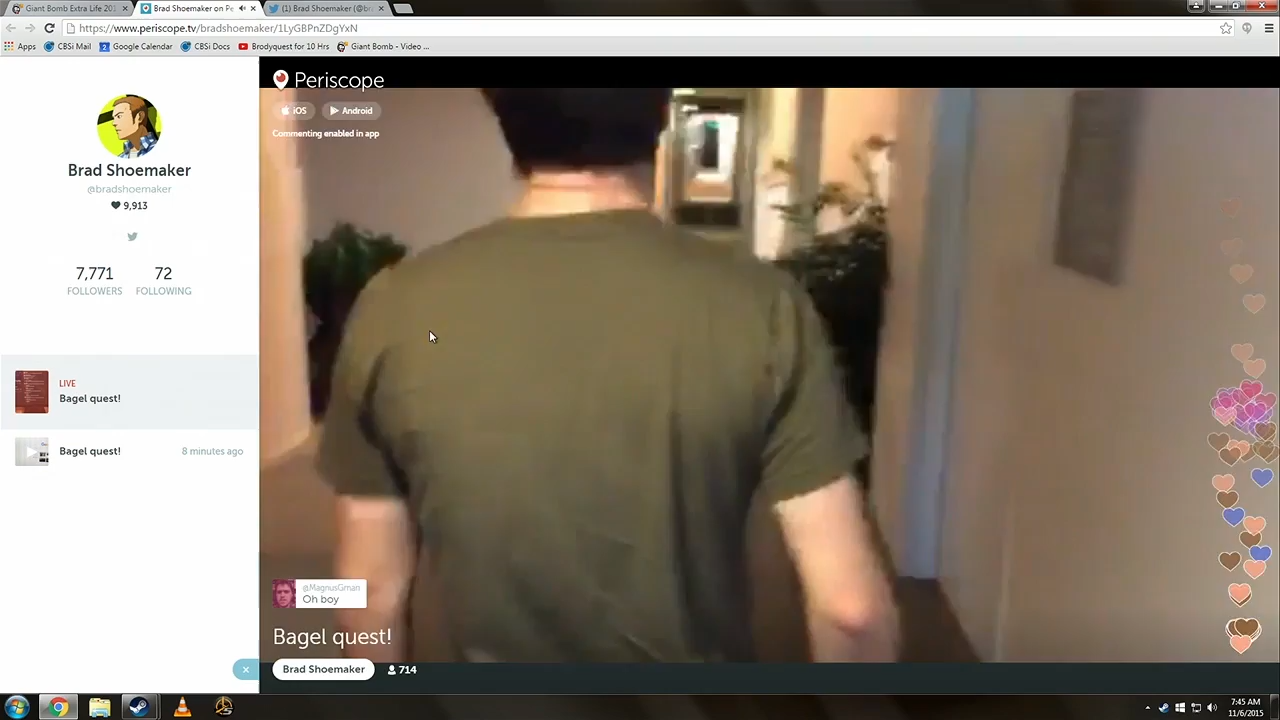 Giant Bomb Extra Life 201
Brad Shoemaker on Pe
(1) Brad Shoemaker (@br
https://www.periscope.tv/bradshoemaker/1LyGBPnZDgYxN
Apps CBSi Mail Google Calendar CBSi Docs Brodyquest for 10 Hrs Giant Bomb - Video ...
Periscope
iOS Android
Commenting enabled in app
Brad Shoemaker
@bradshoemaker
9,913
7,771 72
FOLLOWERS FOLLOWING
LIVE
Bagel quest!
Bagel quest! 8 minutes ago
@MagnusGman
Oh boy
Bagel quest!
Brad Shoemaker 714
7:45 AM
11/6/2015